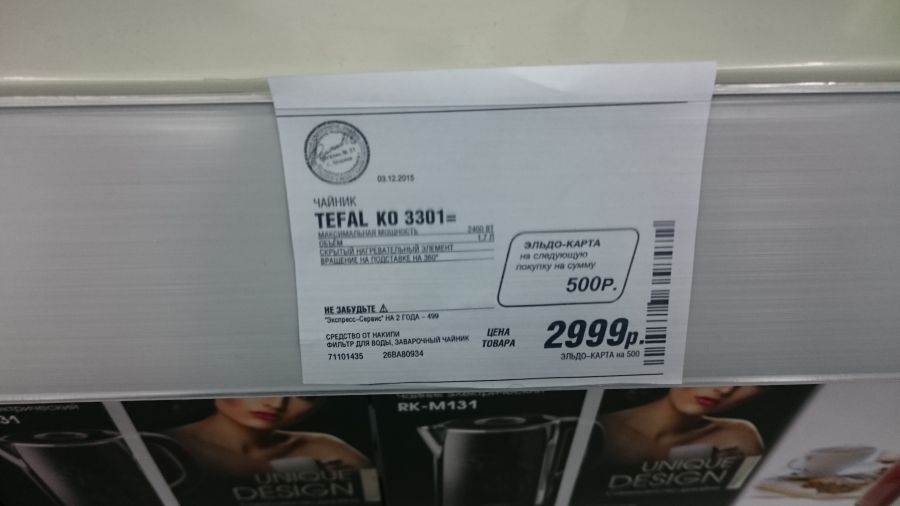 03.12.2015
ЧАЙНИК
TEFAL KO 3301=
МАКСИМАЛЬНАЯ МОЩНОСТЬ 2400 ВТ
ОБЪЕМ 1,7 Л
СКРЫТЫЙ НАГРЕВАТЕЛЬНЫЙ ЭЛЕМЕНТ
ВРАЩЕНИЕ НА ПОДСТАВКЕ НА 360°
ЭЛЬДО-КАРТА
на следующую
покупку на сумму
500Р.
НЕ ЗАБУДЬТЕ ⚠
"Экспресс-Сервис" НА 2 ГОДА – 499
СРЕДСТВО ОТ НАКИПИ
ФИЛЬТР ДЛЯ ВОДЫ, ЗАВАРОЧНЫЙ ЧАЙНИК
71101435 26BA80934
ЦЕНА
ТОВАРА
2999р.
ЭЛЬДО-КАРТА на 500
RK-M131
UNIQUE
DESIGN
UNIQUE
DESIGN